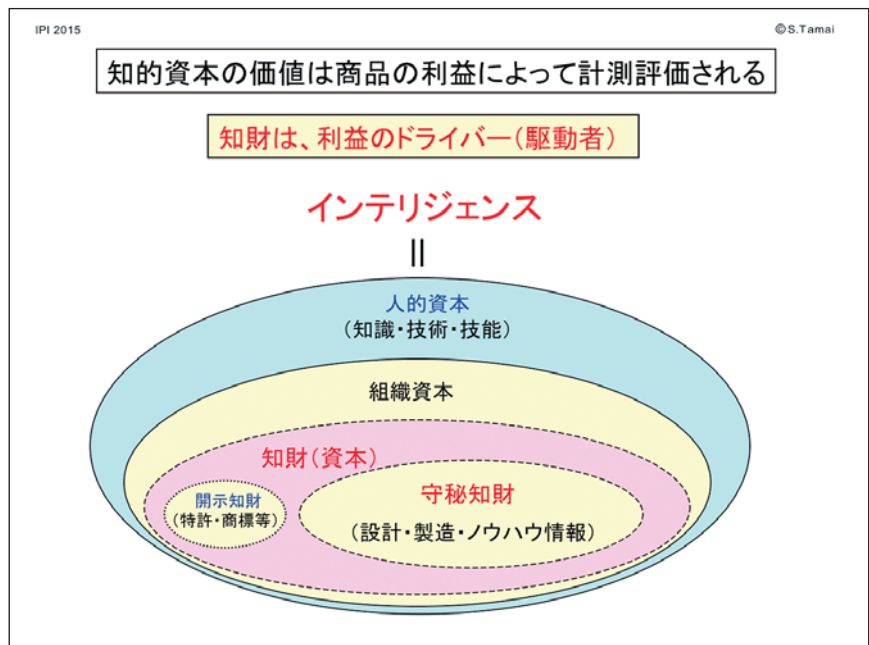 IPI 2015
©S.Tamai
知的資本の価値は商品の利益によって計測評価される
知財は、利益のドライバー(駆動者)
インテリジェンス
=
人的資本
(知識・技術・技能)
組織資本
知財(資本)
開示知財
(特許・商標等)
守秘知財
(設計・製造・ノウハウ情報)